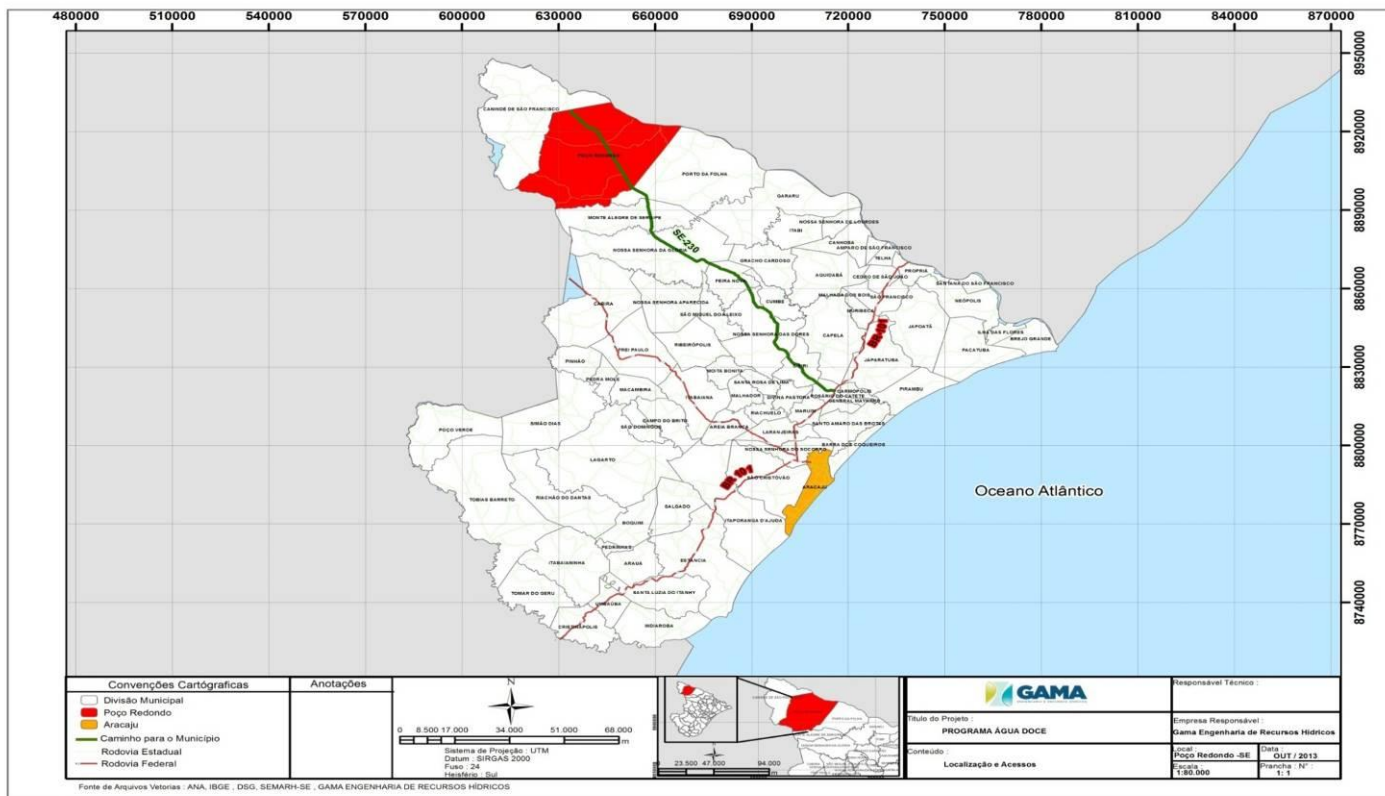 480000 510000 540000 570000 600000 630000 660000 690000 720000 750000 780000 810000 840000 870000
8950000
8920000
8890000
8860000
8830000
8800000
8770000
8740000
CANINDÉ DE SÃO FRANCISCO
PORTO DA FOLHA
GARARU
MONTE ALEGRE DE SERGIPE
NOSSA SENHORA DE LOURDES
ITABI
SE-230
CANHOBA
AMPARO DE SÃO FRANCISCO
NOSSA SENHORA DA GLÓRIA
GRACHO CARDOSO
TELHA
PROPRIÁ
AQUIDABÃ
CEDRO DE SÃO JOÃO
FEIRA NOVA
SANTANA DO SÃO FRANCISCO
CARIRA
NOSSA SENHORA APARECIDA
CUMBE
MALHADA DOS BOIS
SÃO FRANCISCO
NEÓPOLIS
SÃO MIGUEL DO ALEIXO
MURIBECA
NOSSA SENHORA DAS DORES
CAPELA
JAPOATÃ
ILHA DAS FLORES
BREJO GRANDE
FREI PAULO
RIBEIRÓPOLIS
PACATUBA
PINHÃO
JAPARATUBA
MOITA BONITA
PEDRA MOLE
SANTA ROSA DE LIMA
MACAMBIRA
ITABAIANA
MALHADOR
DIVINA PASTORA
CARMÓPOLIS
ROSÁRIO DO CATETE
GENERAL MAYNARD
PIRAMBU
RIACHUELO
MARUIM
CAMPO DO BRITO
SÃO DOMINGOS
AREIA BRANCA
LARANJEIRAS
SANTO AMARO DAS BROTAS
POÇO VERDE
SIMÃO DIAS
BARRA DOS COQUEIROS
NOSSA SENHORA DO SOCORRO
LAGARTO
SÃO CRISTÓVÃO
ARACAJU
Oceano Atlântico
TOBIAS BARRETO
RIACHÃO DO DANTAS
SALGADO
ITAPORANGA D'AJUDA
BOQUIM
PEDRINHAS
ITABAIANINHA
ARAUÁ
ESTÂNCIA
TOMAR DO GERU
SANTA LUZIA DO ITANHY
UMBAÚBA
CRISTINÁPOLIS
INDIAROBA
Convenções Cartógraficas
Divisão Municipal
Poço Redondo
Aracaju
Caminho para o Município
Rodovia Estadual
Rodovia Federal
Anotações
N
0 8.500 17.000 34.000 51.000 68.000
m
Sistema de Projeção : UTM
Datum : SIRGAS 2000
Fuso : 24
Heisfério : Sul
0 23.500 47.000 94.000
m
GAMA
Título do Projeto :
PROGRAMA ÁGUA DOCE
Conteúdo :
Localização e Acessos
Responsável Técnico :
Empresa Responsável :
Gama Engenharia de Recursos Hídricos
Local :
Poço Redondo -SE
Data :
OUT / 2013
Escala :
1:80.000
Prancha : N° :
1: 1
Fonte de Arquivos Vetorias : ANA, IBGE , DSG, SEMARH-SE , GAMA ENGENHARIA DE RECURSOS HÍDRICOS